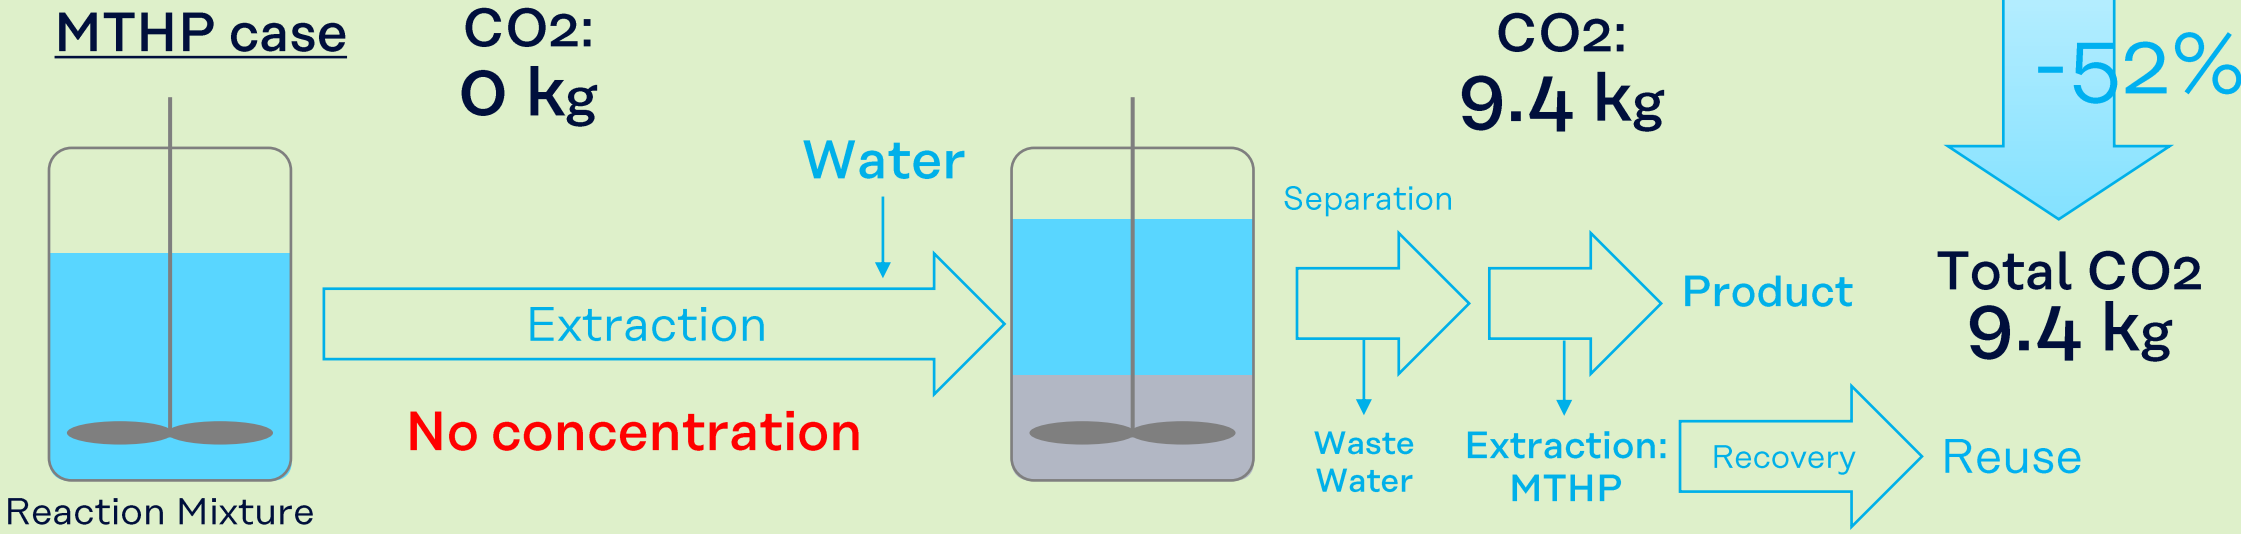 MTHP case
CO2:
0 kg
CO2:
9.4 kg
-52%
Water
Separation
Extraction
Product
Total CO2
9.4 kg
No concentration
Waste
Water
Extraction:
MTHP
Recovery
Reuse
Reaction Mixture